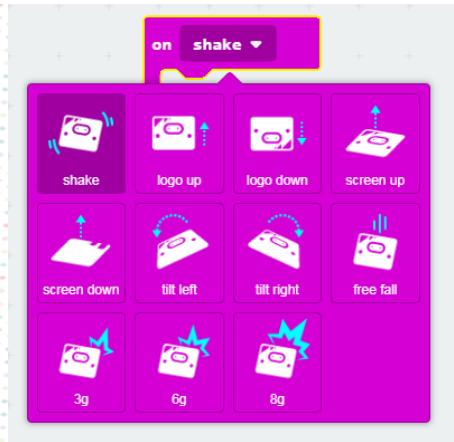 on shake
shake logo up logo down screen up
screen down tilt left tilt right free fall
3g 6g 8g